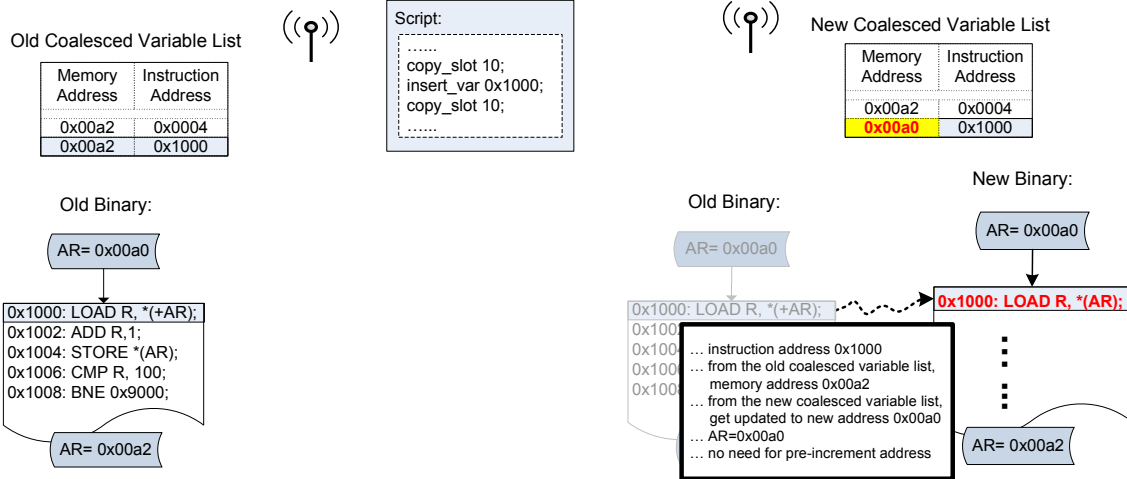 Old Coalesced Variable List
Memory Address	Instruction Address
0x00a2	0x0004
0x00a2	0x1000
Script:
…...
copy_slot 10;
insert_var 0x1000;
copy_slot 10;
…...
New Coalesced Variable List
Memory Address	Instruction Address
0x00a2	0x0004
0x00a0	0x1000
Old Binary:
AR= 0x00a0
0x1000: LOAD R, *(+AR);
0x1002: ADD R,1;
0x1004: STORE *(AR);
0x1006: CMP R, 100;
0x1008: BNE 0x9000;
AR= 0x00a2
Old Binary:
AR= 0x00a0
0x1000: LOAD R, *(+AR);
0x1002
0x1004
0x1006
0x1008
… instruction address 0x1000
… from the old coalesced variable list,
memory address 0x00a2
… from the new coalesced variable list,
get updated to new address 0x00a0
… AR=0x00a0
… no need for pre-increment address
New Binary:
AR= 0x00a0
0x1000: LOAD R, *(AR);
AR= 0x00a2